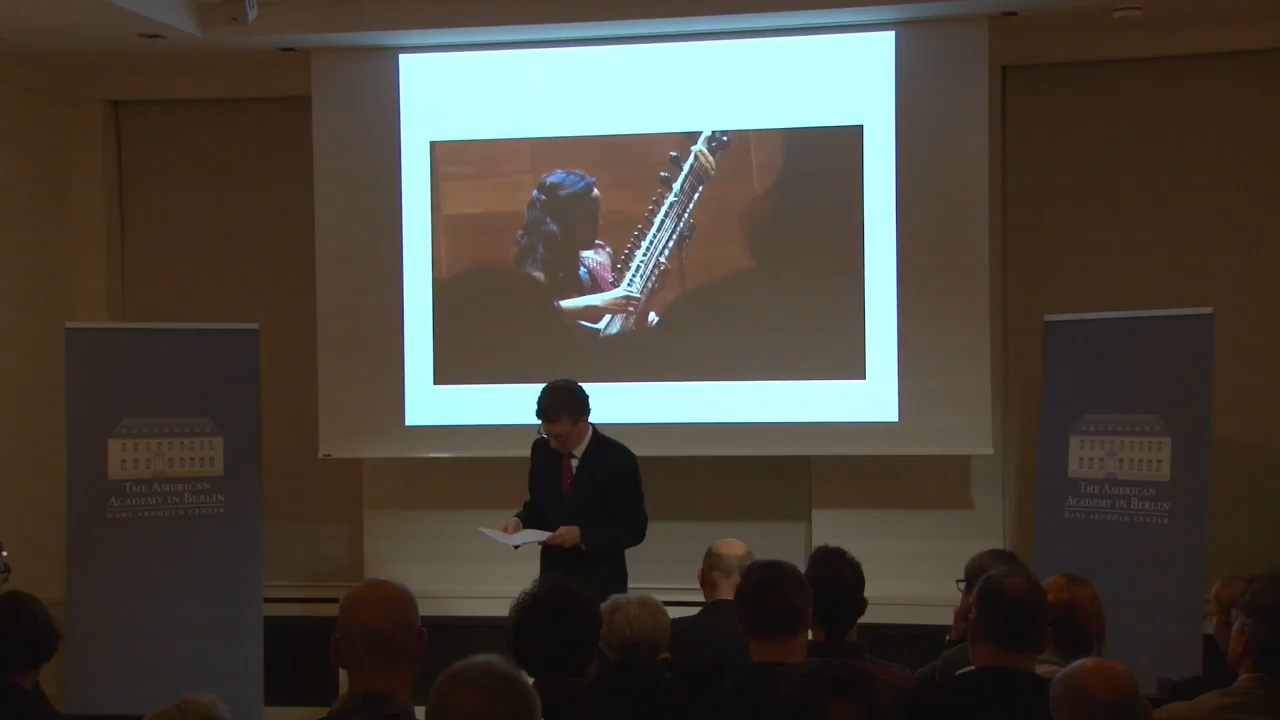 THE AMERICAN
ACADEMY IN BERLIN
HANS ARNHOLD CENTER
THE AMERICAN
ACADEMY IN BERLIN
HANS ARNHOLD CENTER